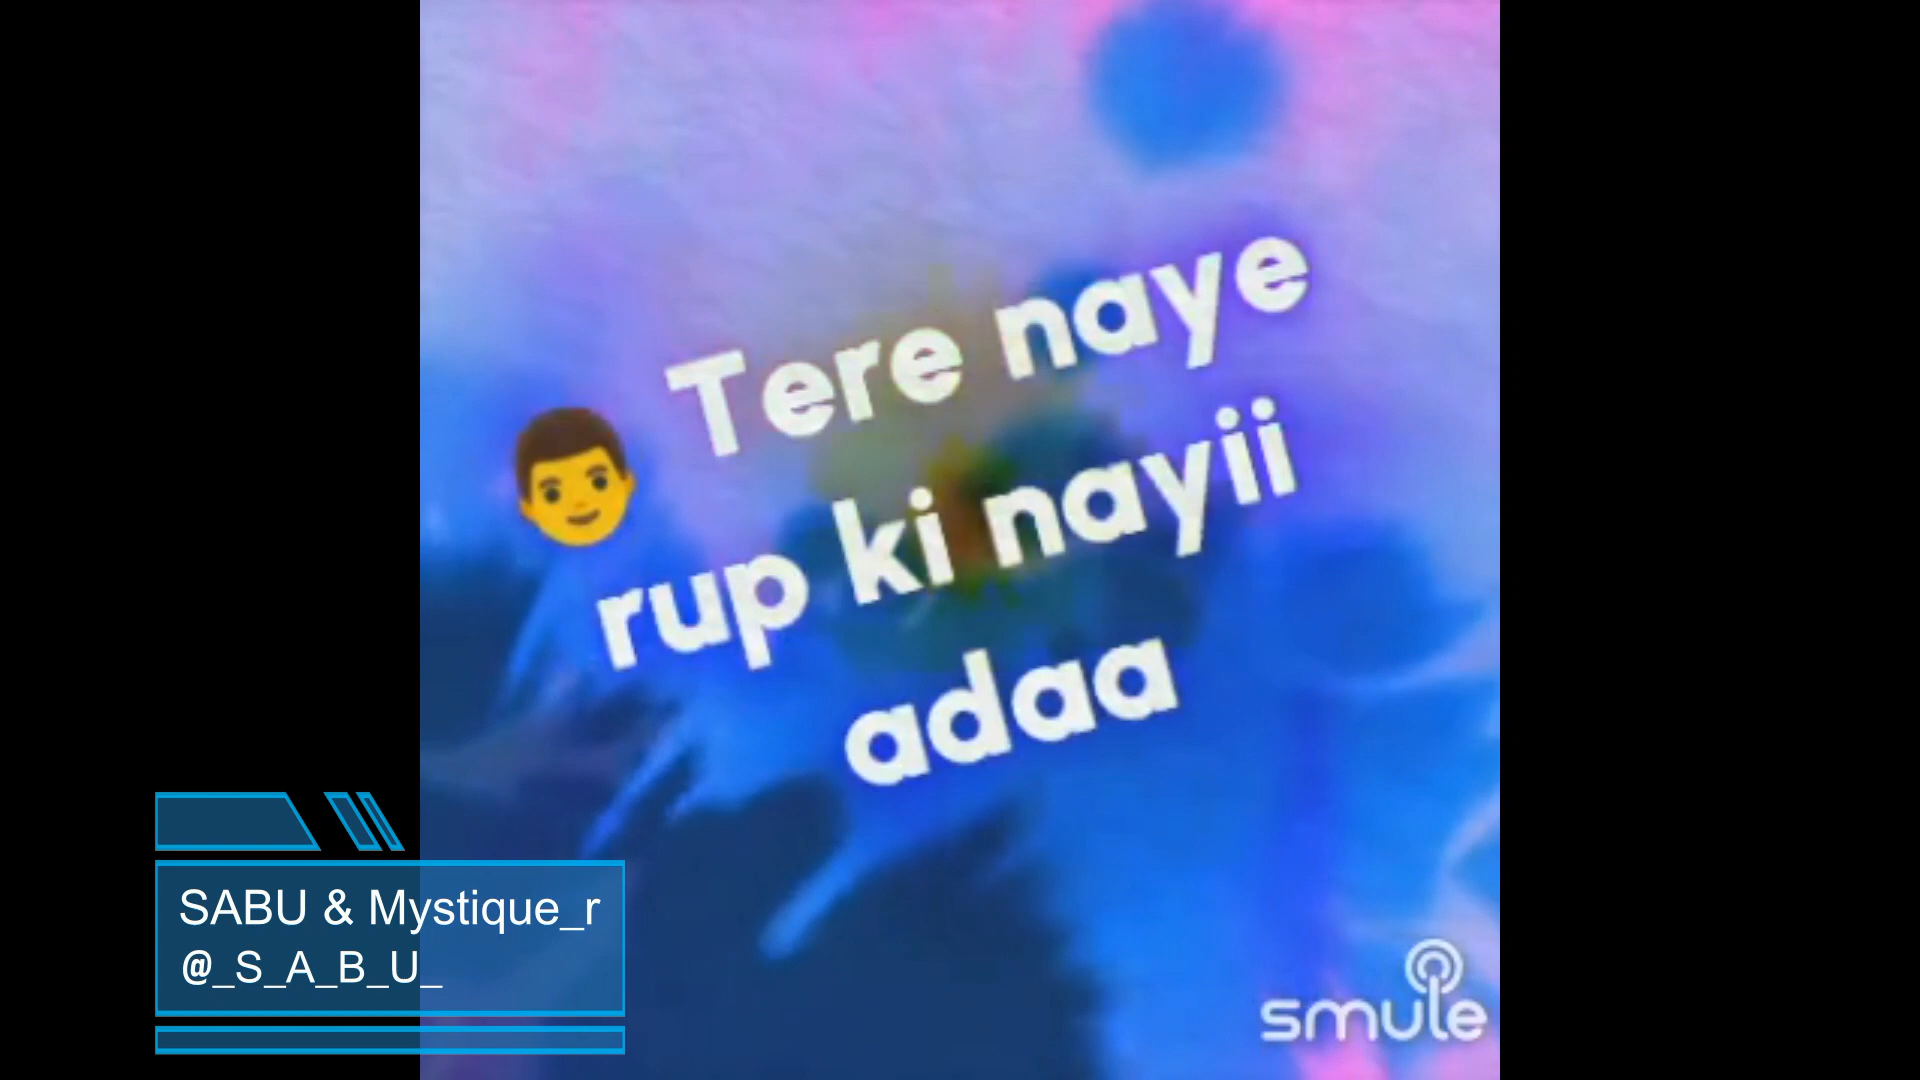 Tere naye
rup ki nayii
adaa
SABU & Mystique_r
@_S_A_B_U_
smule